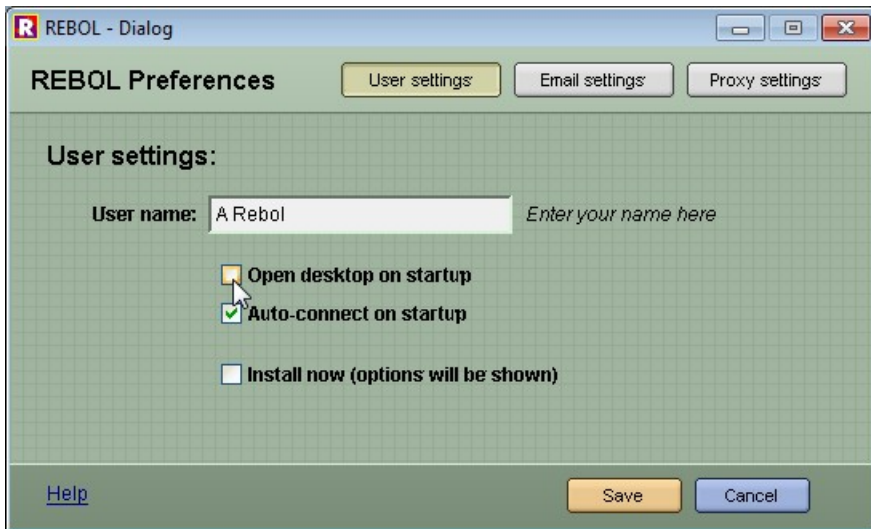 REBOL - Dialog
REBOL Preferences
User settings
Email settings
Proxy settings
User settings:
User name: A Rebol Enter your name here
Open desktop on startup
Auto-connect on startup
Install now (options will be shown)
Help
Save
Cancel